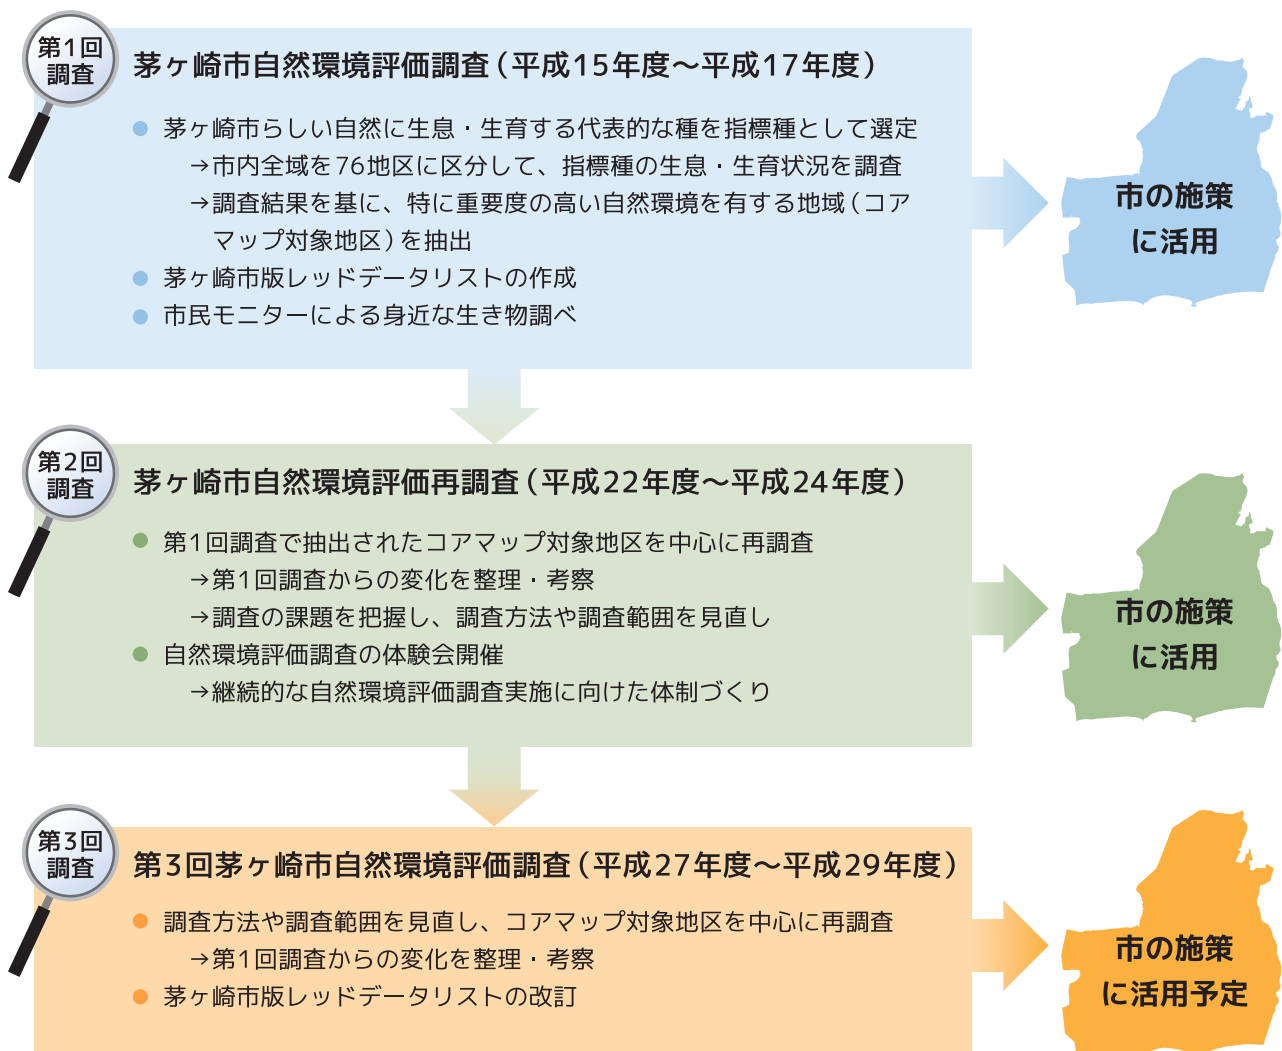 第1回
調査
茅ヶ崎市自然環境評価調査（平成15年度～平成17年度）
● 茅ヶ崎市らしい自然に生息・生育する代表的な種を指標種として選定
→市内全域を76地区に区分して、指標種の生息・生育状況を調査
→調査結果を基に、特に重要度の高い自然環境を有する地域（コア
マップ対象地区）を抽出
● 茅ヶ崎市版レッドデータリストの作成
● 市民モニターによる身近な生き物調べ
市の施策
に活用
第2回
調査
茅ヶ崎市自然環境評価再調査（平成22年度～平成24年度）
● 第1回調査で抽出されたコアマップ対象地区を中心に再調査
→第1回調査からの変化を整理・考察
→調査の課題を把握し、調査方法や調査範囲を見直し
● 自然環境評価調査の体験会開催
→継続的な自然環境評価調査実施に向けた体制づくり
市の施策
に活用
第3回
調査
第3回茅ヶ崎市自然環境評価調査（平成27年度～平成29年度）
● 調査方法や調査範囲を見直し、コアマップ対象地区を中心に再調査
→第1回調査からの変化を整理・考察
● 茅ヶ崎市版レッドデータリストの改訂
市の施策
に活用予定